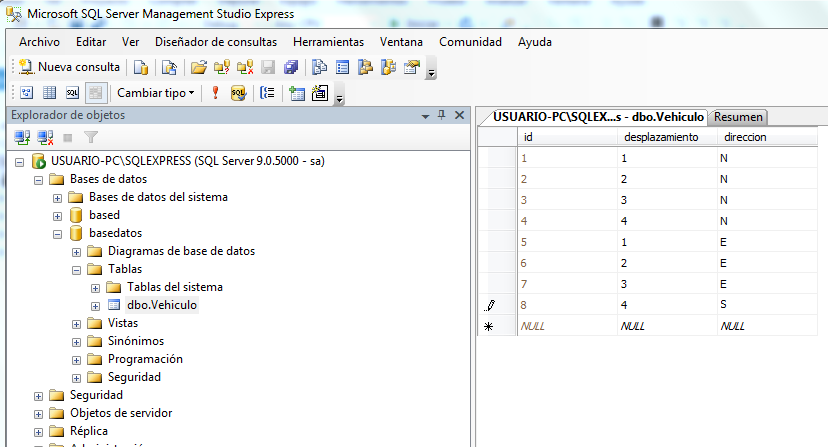 Microsoft SQL Server Management Studio Express
Archivo Editar Ver Diseñador de consultas Herramientas Ventana Comunidad Ayuda
Nueva consulta
SQL Cambiar tipo SQL
Explorador de objetos
USUARIO-PC\SQLEXPRESS (SQL Server 9.0.5000 - sa)
Bases de datos
Bases de datos del sistema
based
basedatos
Diagramas de base de datos
Tablas
Tablas del sistema
dbo.Vehiculo
Vistas
Sinónimos
Programación
Seguridad
Seguridad
Objetos de servidor
Réplica
Administración
USUARIO-PC\SQLEX...s - dbo.Vehiculo Resumen
id desplazamiento direccion
1 1 N
2 2 N
3 3 N
4 4 N
5 1 E
6 2 E
7 3 E
8 4 S
NULL NULL NULL